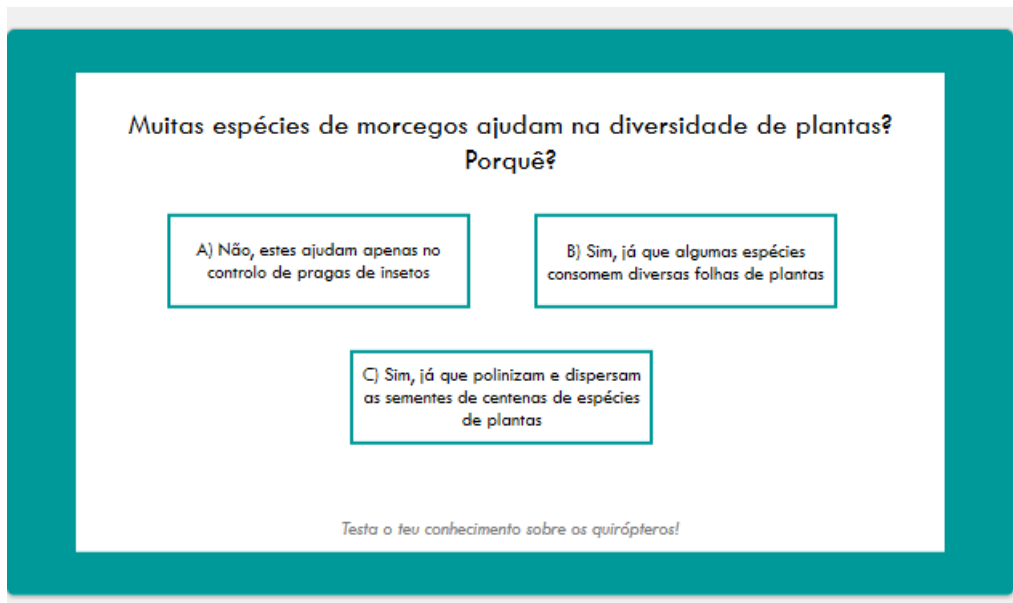 Muitas espécies de morcegos ajudam na diversidade de plantas?
Porquê?
A) Não, estes ajudam apenas no
controlo de pragas de insetos
B) Sim, já que algumas espécies
consomem diversas folhas de plantas
C) Sim, já que polinizam e dispersam
as sementes de centenas de espécies
de plantas
Testa o teu conhecimento sobre os quirópteros!